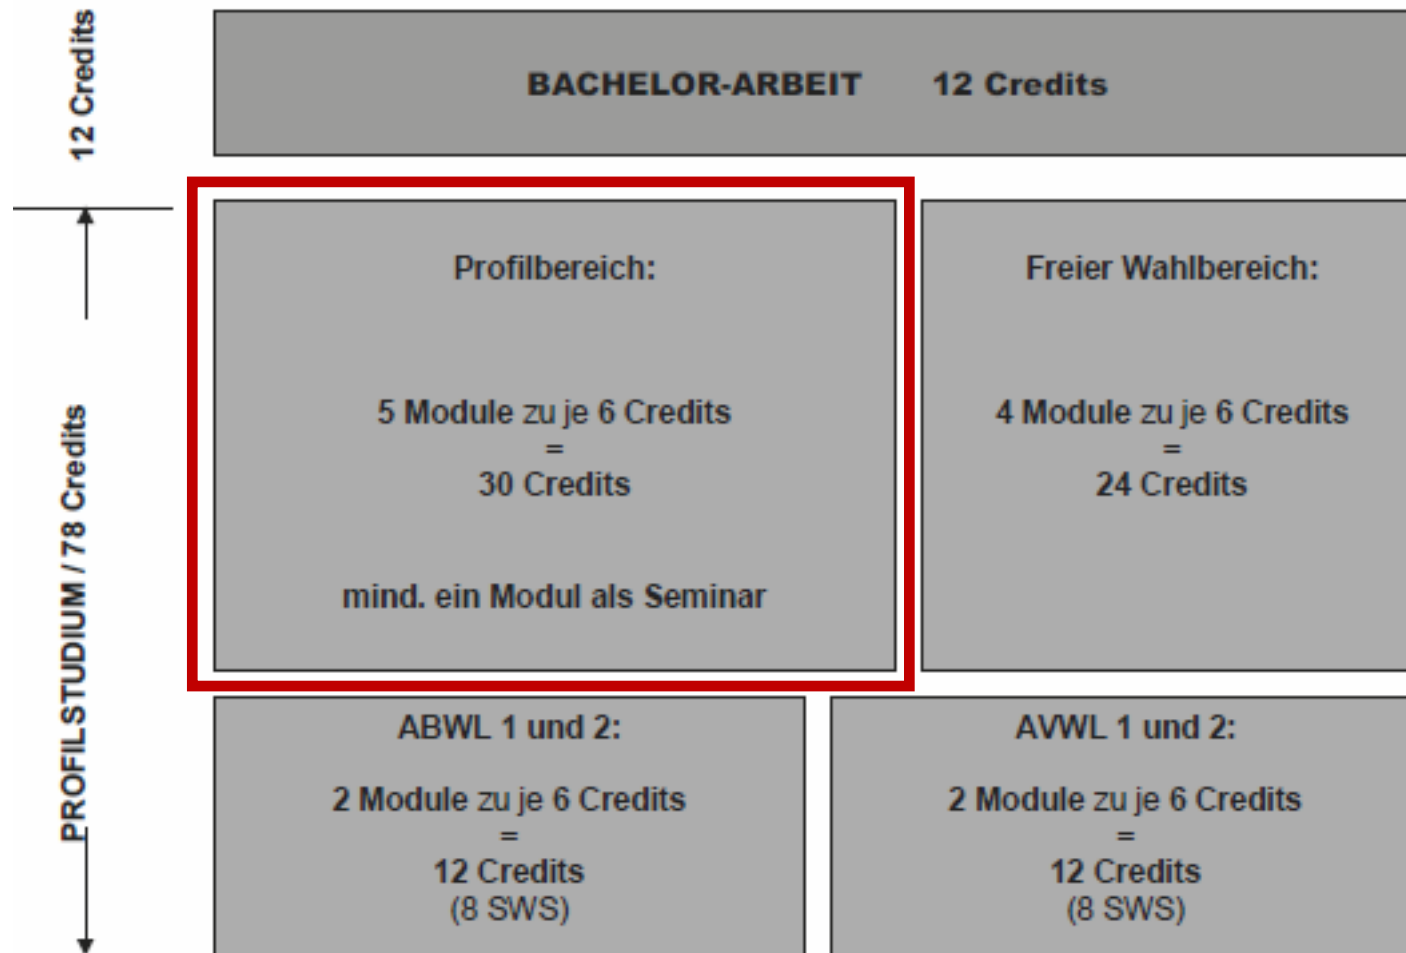 12 Credits
BACHELOR-ARBEIT 12 Credits
PROFILSTUDIUM / 78 Credits
Profilbereich:
5 Module zu je 6 Credits
=
30 Credits
mind. ein Modul als Seminar
Freier Wahlbereich:
4 Module zu je 6 Credits
=
24 Credits
ABWL 1 und 2:
2 Module zu je 6 Credits
=
12 Credits
(8 SWS)
AVWL 1 und 2:
2 Module zu je 6 Credits
=
12 Credits
(8 SWS)